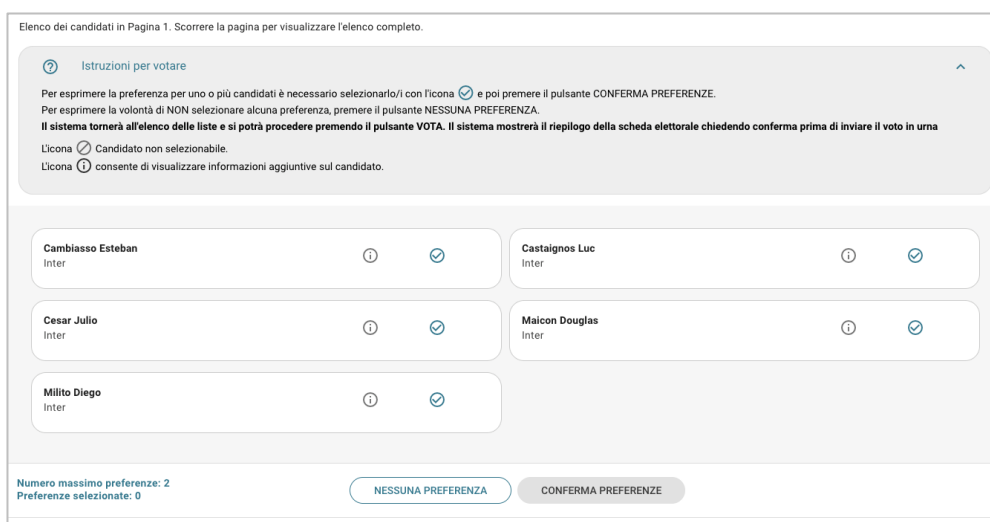 Elenco dei candidati in Pagina 1. Scorrere la pagina per visualizzare l'elenco completo.
Istruzioni per votare
Per esprimere la preferenza per uno o più candidati è necessario selezionarlo/i con l'icona e poi premere il pulsante CONFERMA PREFERENZE.
Per esprimere la volontà di NON selezionare alcuna preferenza, premere il pulsante NESSUNA PREFERENZA.
Il sistema tornerà all'elenco delle liste e si potrà procedere premendo il pulsante VOTA. Il sistema mostrerà il riepilogo della scheda elettorale chiedendo conferma prima di inviare il voto in urna
L'icona Candidato non selezionabile.
L'icona consente di visualizzare informazioni aggiuntive sul candidato.
Cambiasso Esteban
Inter
Castaignos Luc
Inter
Cesar Julio
Inter
Maicon Douglas
Inter
Milito Diego
Inter
Numero massimo preferenze: 2
Preferenze selezionate: 0
NESSUNA PREFERENZA
CONFERMA PREFERENZE